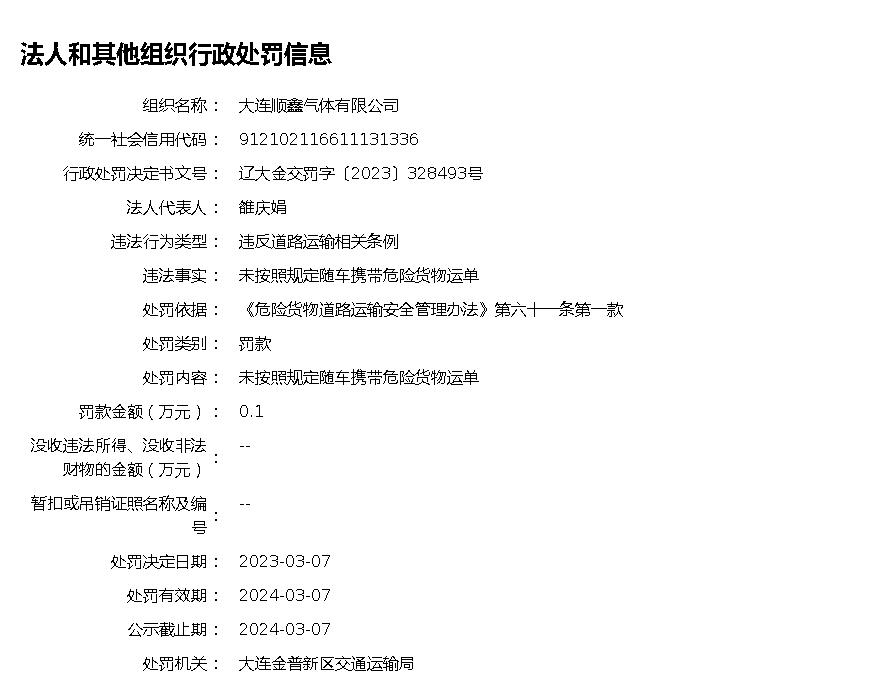 法人和其他组织行政处罚信息
组织名称： 大连顺鑫气体有限公司
统一社会信用代码： 912102116611131336
行政处罚决定书文号： 辽大金交罚字〔2023〕328493号
法人代表人： 雒庆娟
违法行为类型： 违反道路运输相关条例
违法事实： 未按照规定随车携带危险货物运单
处罚依据： 《危险货物道路运输安全管理办法》第六十一条第一款
处罚类别： 罚款
处罚内容： 未按照规定随车携带危险货物运单
罚款金额（万元）： 0.1
没收违法所得、没收非法
财物的金额（万元）： --
暂扣或吊销证照名称及编
号： --
处罚决定日期： 2023-03-07
处罚有效期： 2024-03-07
公示截止期： 2024-03-07
处罚机关： 大连金普新区交通运输局